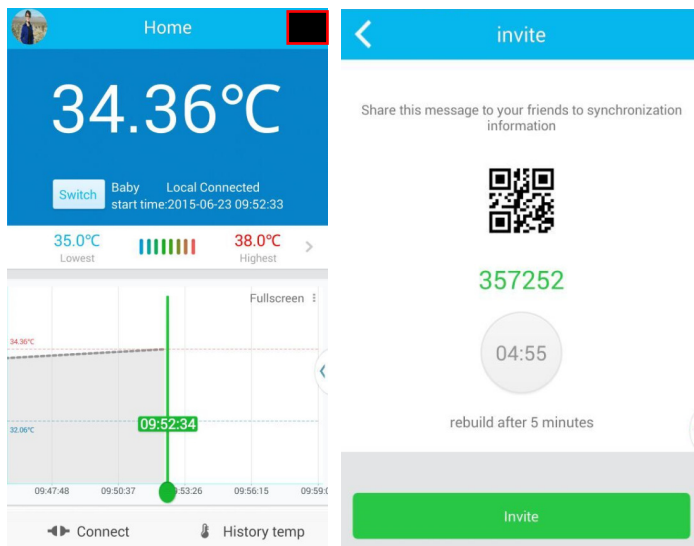 Home
34.36°C
Switch
Baby Local Connected
start time:2015-06-23 09:52:33
35.0°C
Lowest
38.0°C
Highest
Fullscreen
34.36°C
09:52:34
32.06°C
09:47:48 09:50:37 :53:26 09:56:15 09:59:0
Connect
History temp
invite
Share this message to your friends to synchronization
information
357252
04:55
rebuild after 5 minutes
Invite